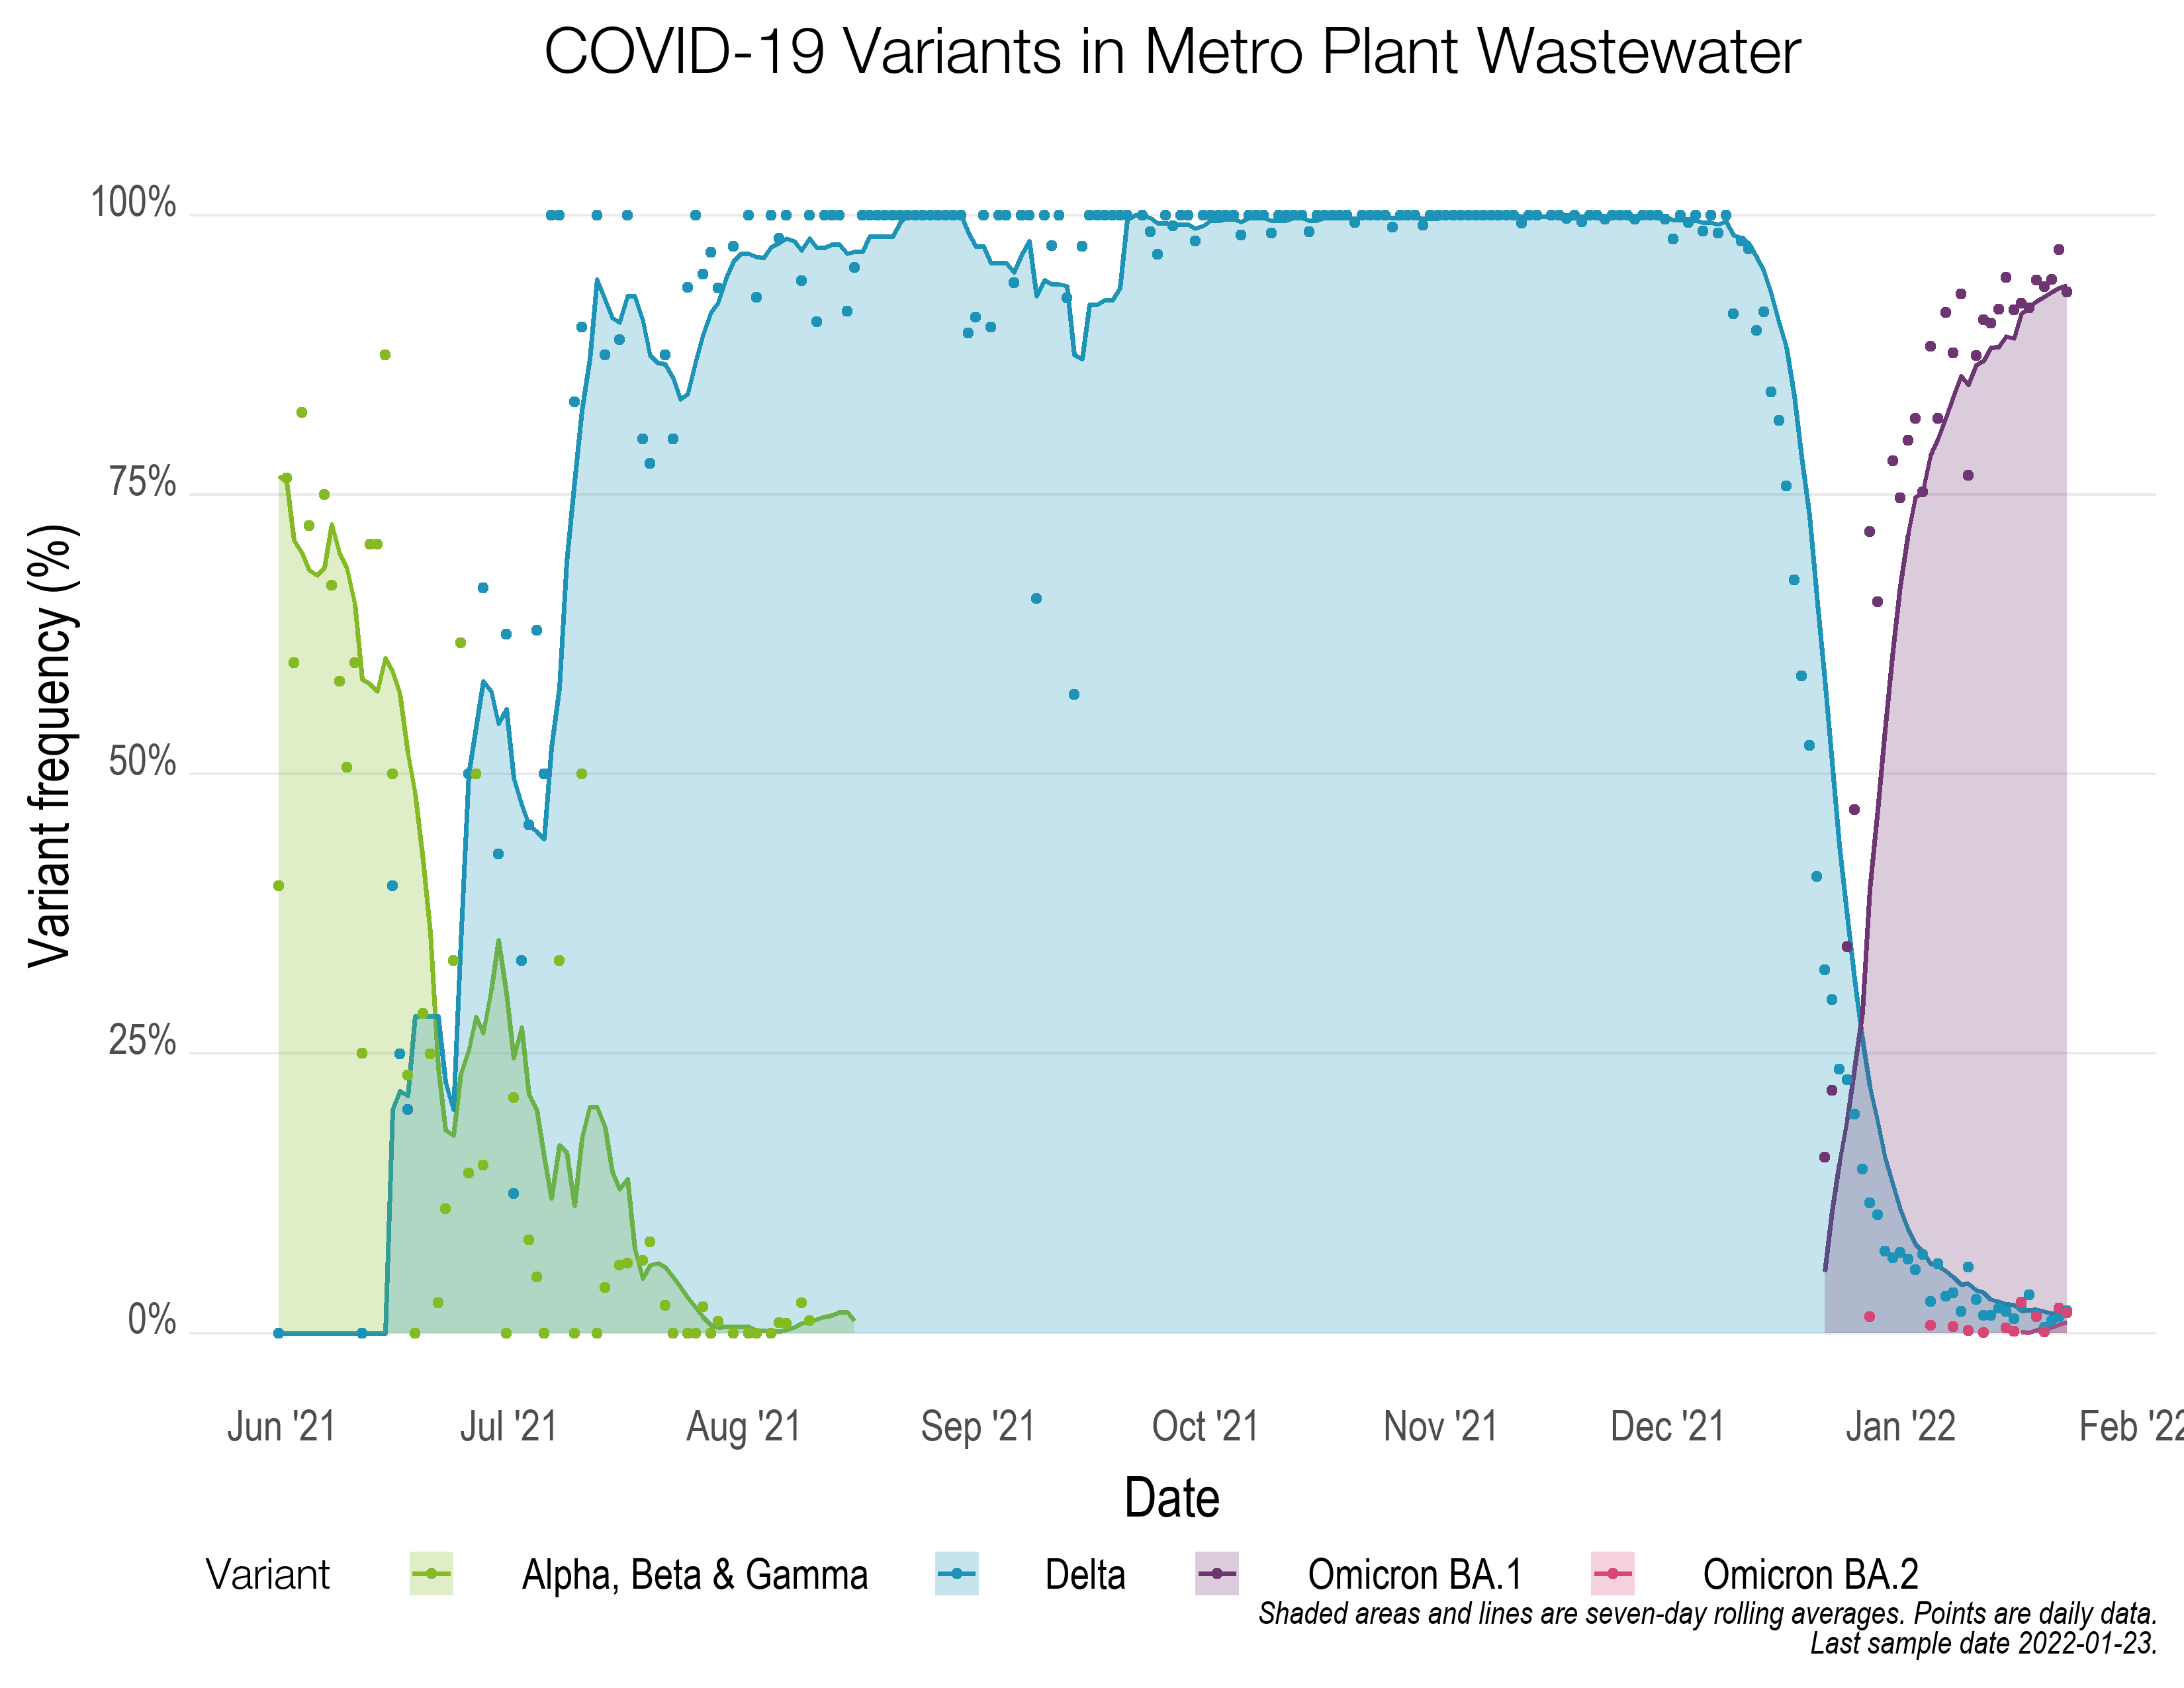 COVID-19 Variants in Metro Plant Wastewater
Variant frequency (%)
100%
75%
50%
25%
0%
Jun '21 Jul '21 Aug '21 Sep '21 Oct '21 Nov '21 Dec '21 Jan '22 Feb '22
Date
Variant Alpha, Beta & Gamma Delta Omicron BA.1 Omicron BA.2
Shaded areas and lines are seven-day rolling averages. Points are daily data.
Last sample date 2022-01-23.